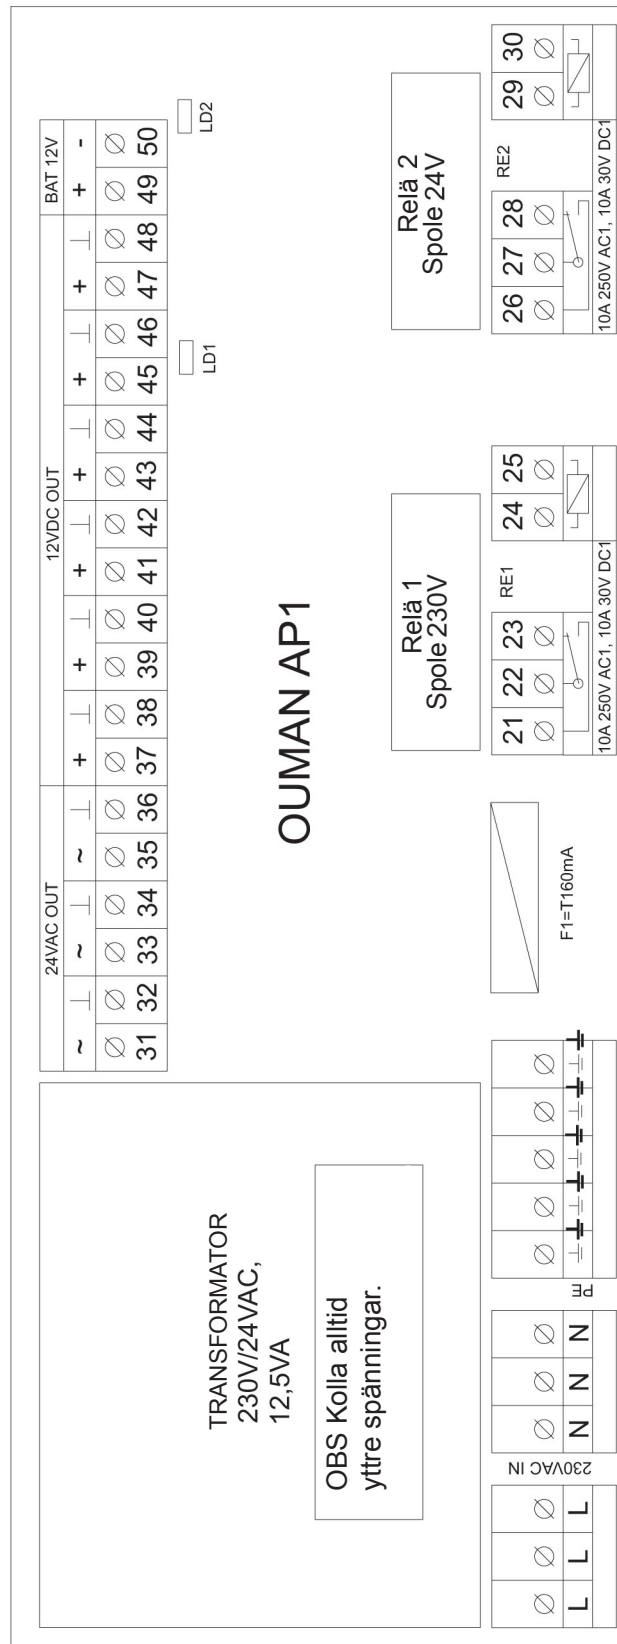 24VAC OUT 12VDC OUT BAT 12V
~ ⊥ ~ ⊥ ~ ⊥ + ⊥ + ⊥ + ⊥ + ⊥ + ⊥ + ⊥ + -
31 32 33 34 35 36 37 38 39 40 41 42 43 44 45 46 47 48 49 50
LD1 LD2
TRANSFORMATOR
230V/24VAC,
12,5VA
OBS Kolla alltid
yttre spänningar.
OUMAN AP1
Relä 1
Spole 230V
Relä 2
Spole 24V
L L L
230VAC IN
N N N
PE
F1=T160mA
RE1
21 22 23 24 25
10A 250V AC1, 10A 30V DC1
RE2
26 27 28 29 30
10A 250V AC1, 10A 30V DC1